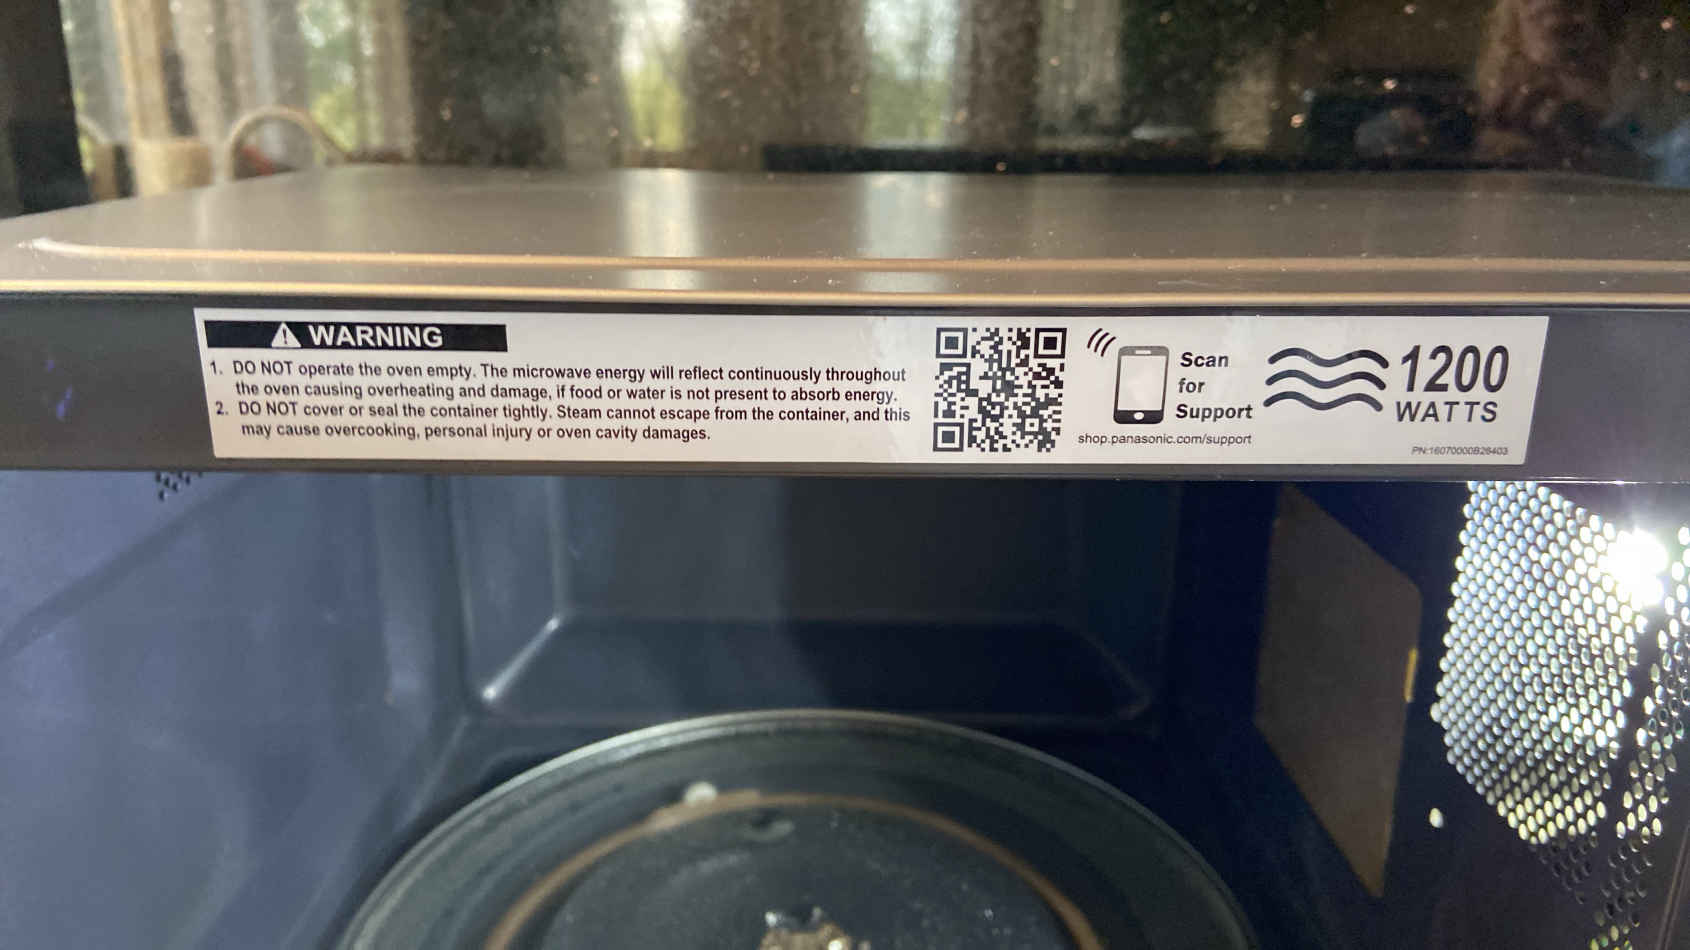 WARNING
1. DO NOT operate the oven empty. The microwave energy will reflect continuously throughout
the oven causing overheating and damage, if food or water is not present to absorb energy.
2. DO NOT cover or seal the container tightly. Steam cannot escape from the container, and this
may cause overcooking, personal injury or oven cavity damages.
Scan
for
Support
shop.panasonic.com/support
1200
WATTS
PN:16070000B26403